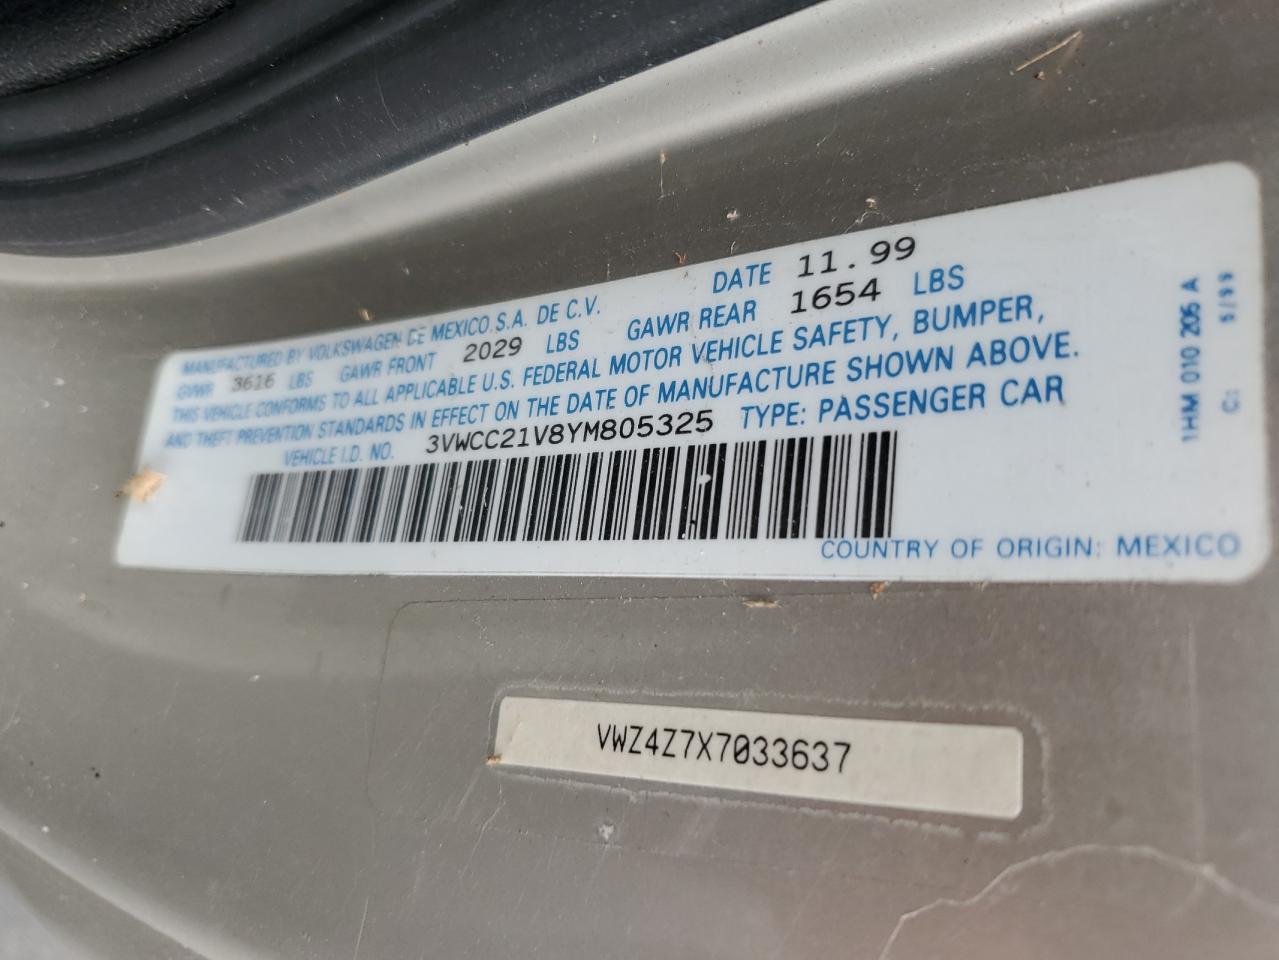 MANUFACTURED BY VOLKSWAGEN DE MEXICO S.A. DE C.V. DATE 11.99
GVWR 3616 LBS GAWR FRONT 2029 LBS GAWR REAR 1654 LBS
THIS VEHICLE CONFORMS TO ALL APPLICABLE U.S. FEDERAL MOTOR VEHICLE SAFETY, BUMPER,
AND THEFT PREVENTION STANDARDS IN EFFECT ON THE DATE OF MANUFACTURE SHOWN ABOVE.
VEHICLE I.D. NO. 3VWCC21V8YM805325 TYPE: PASSENGER CAR
COUNTRY OF ORIGIN: MEXICO
1HM 010 205 A
C: 5/99
VWZ4Z7X7033637